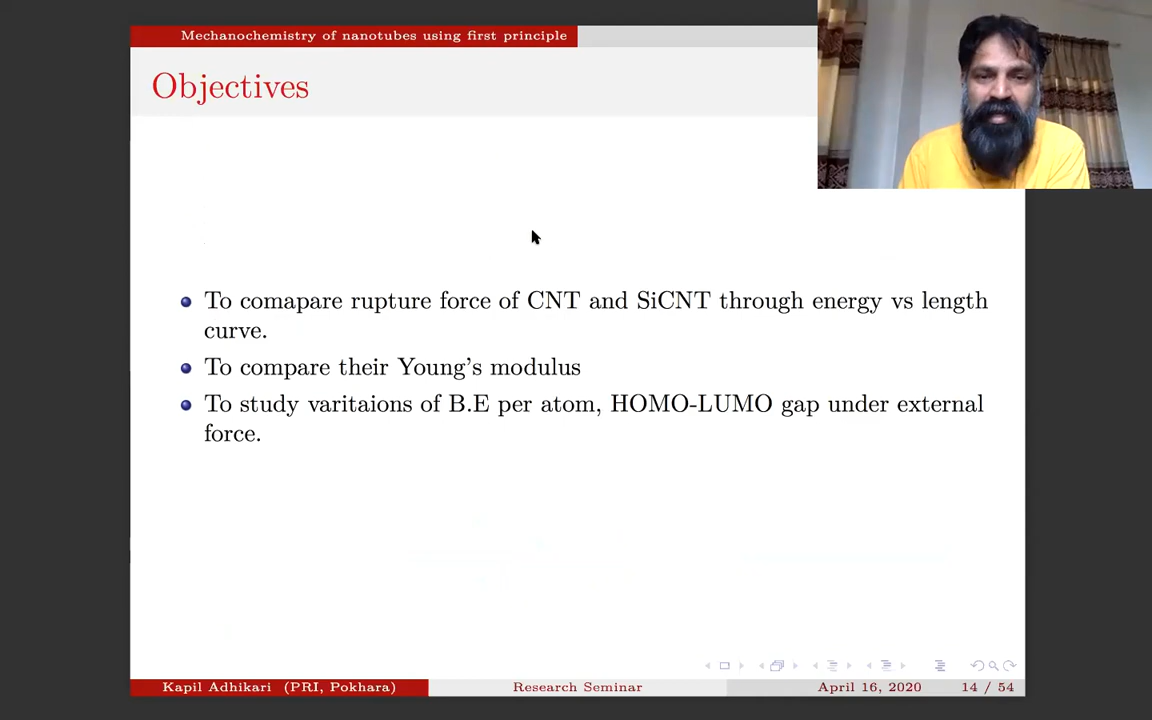 Mechanochemistry of nanotubes using first principle
Objectives
To comapare rupture force of CNT and SiCNT through energy vs length
curve.
To compare their Young's modulus
To study varitaions of B.E per atom, HOMO-LUMO gap under external
force.
Kapil Adhikari (PRI, Pokhara) Research Seminar April 16, 2020 14 / 54